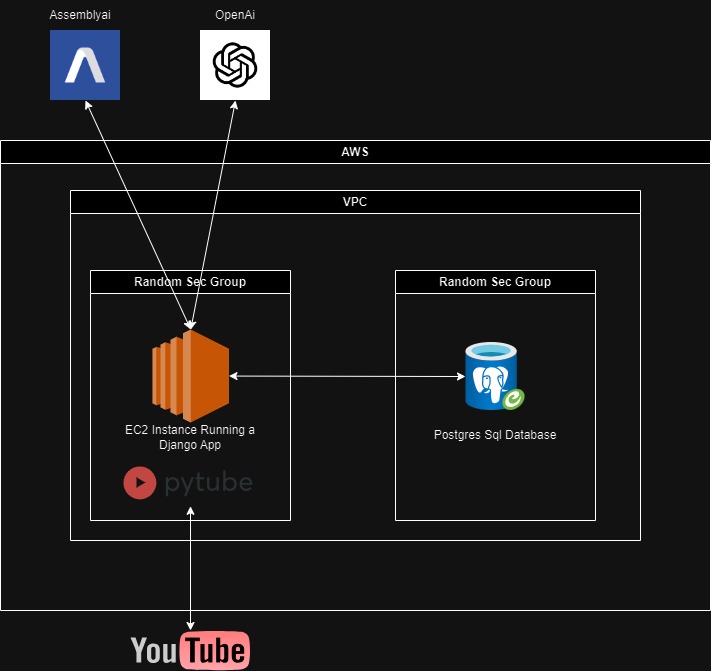 Assemblyai
OpenAi
AWS
VPC
Random Sec Group
Random Sec Group
EC2 Instance Running a
Django App
Postgres Sql Database
pytube
YouTube